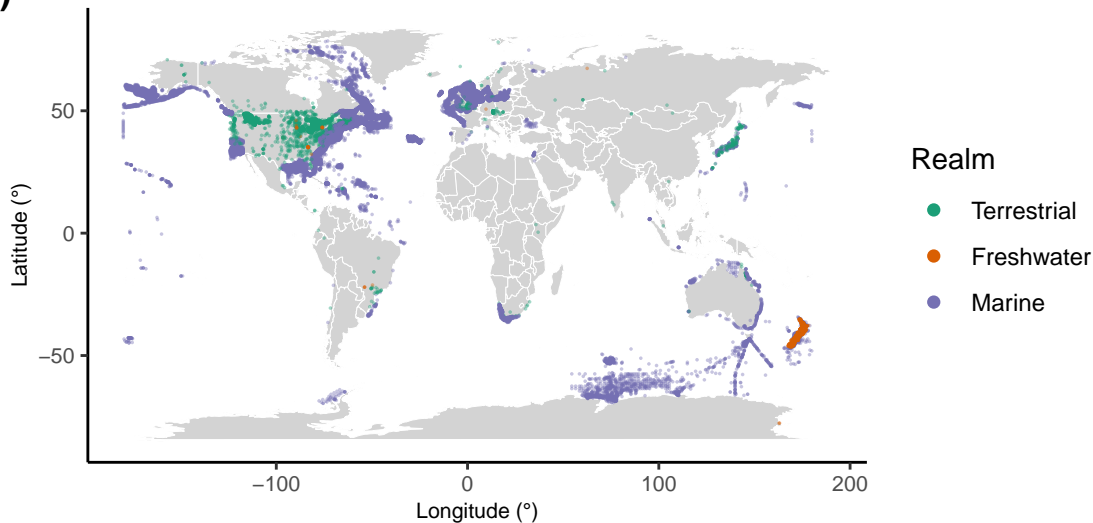 )
50
0
−50
Latitude (°)
−100
0
100
200
Longitude (°)
Realm
Terrestrial
Freshwater
Marine